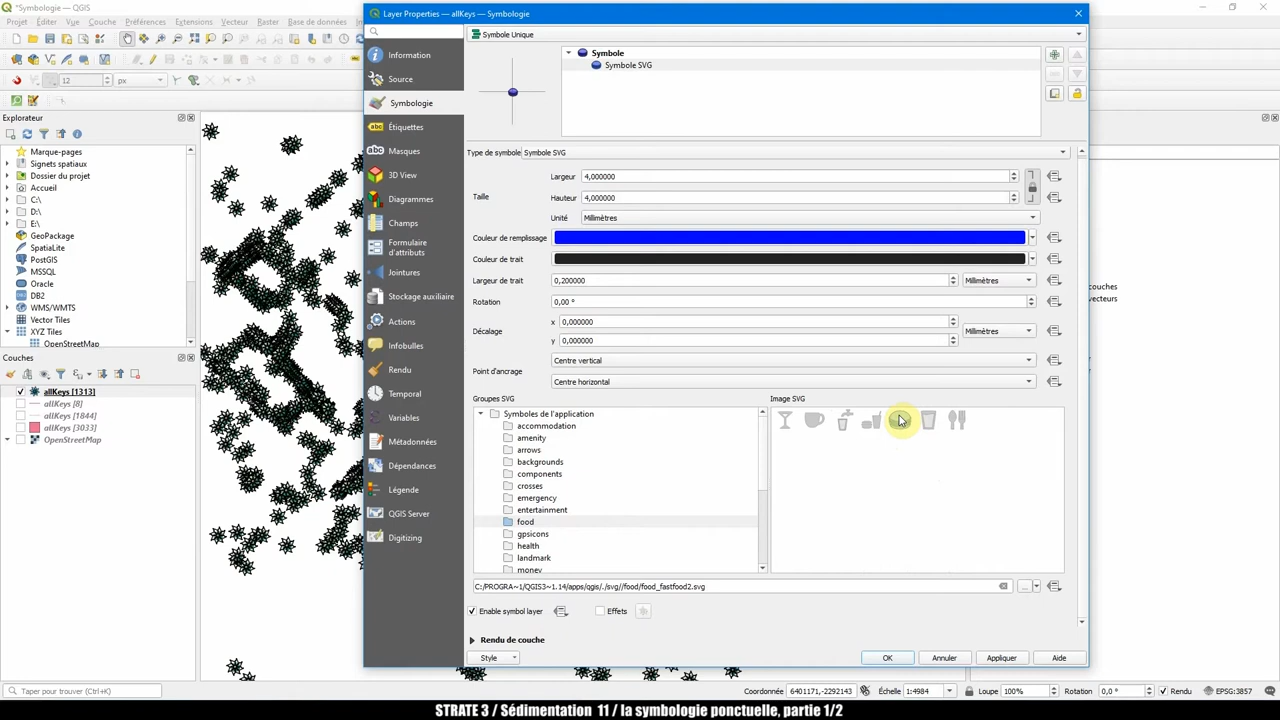 *Symbologie — QGIS
Projet Éditer Vue Couche Préférences Extensions Vecteur Raster Base de données
12 px
Explorateur
Marque-pages
Signets spatiaux
Dossier du projet
Accueil
C:\
D:\
E:\
GeoPackage
SpatiaLite
PostGIS
MSSQL
Oracle
DB2
WMS/WMTS
Vector Tiles
XYZ Tiles
OpenStreetMap
Couches
allKeys [1313]
allKeys [8]
allKeys [1844]
allKeys [3033]
OpenStreetMap
Layer Properties — allKeys — Symbologie
Information
Source
Symbologie
Étiquettes
Masques
3D View
Diagrammes
Champs
Formulaire
d'attributs
Jointures
Stockage auxiliaire
Actions
Infobulles
Rendu
Temporal
Variables
Métadonnées
Dépendances
Légende
QGIS Server
Digitizing
Symbole Unique
Symbole
Symbole SVG
Type de symbole Symbole SVG
Taille
Largeur 4,000000
Hauteur 4,000000
Unité Millimètres
Couleur de remplissage
Couleur de trait
Largeur de trait 0,200000 Millimètres
Rotation 0,00 °
Décalage
x 0,000000
y 0,000000
Millimètres
Point d'ancrage
Centre vertical
Centre horizontal
Groupes SVG
Symboles de l'application
accommodation
amenity
arrows
backgrounds
components
crosses
emergency
entertainment
food
gpsicons
health
landmark
money
Image SVG
C:/PROGRA~1/QGIS3~1.14/apps/qgis/./svg//food/food_fastfood2.svg
...
Enable symbol layer Effets
Rendu de couche
Style OK Annuler Appliquer Aide
couches
vecteurs
Taper pour trouver (Ctrl+K) Coordonnée 6401171,-2292143 Échelle 1:4984 Loupe 100% Rotation 0,0 ° Rendu EPSG:3857
STRATE 3 / Sédimentation 11 / la symbologie ponctuelle, partie 1/2